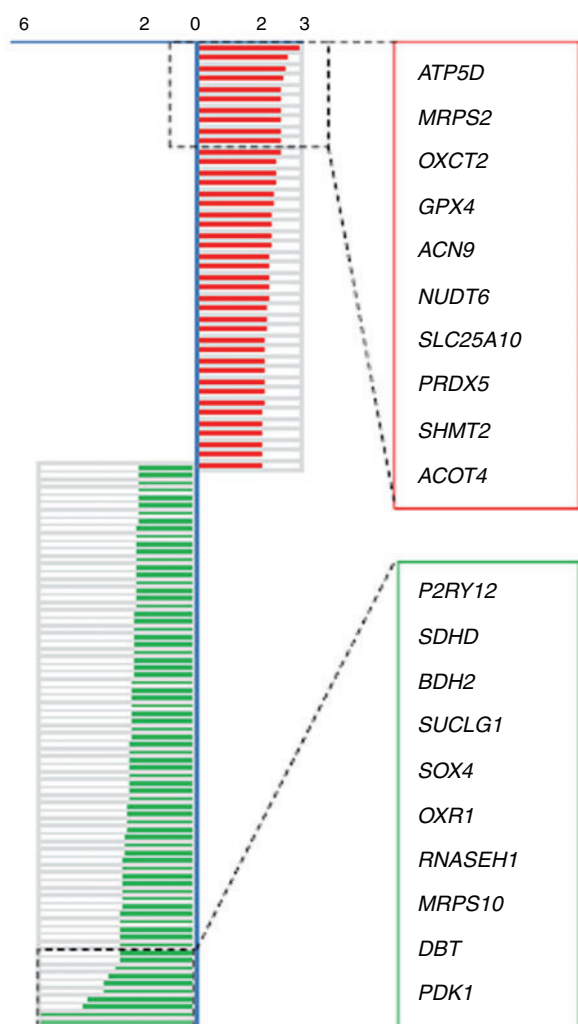 6 2 0 2 3
ATP5D
MRPS2
OXCT2
GPX4
ACN9
NUDT6
SLC25A10
PRDX5
SHMT2
ACOT4
P2RY12
SDHD
BDH2
SUCLG1
SOX4
OXR1
RNASEH1
MRPS10
DBT
PDK1